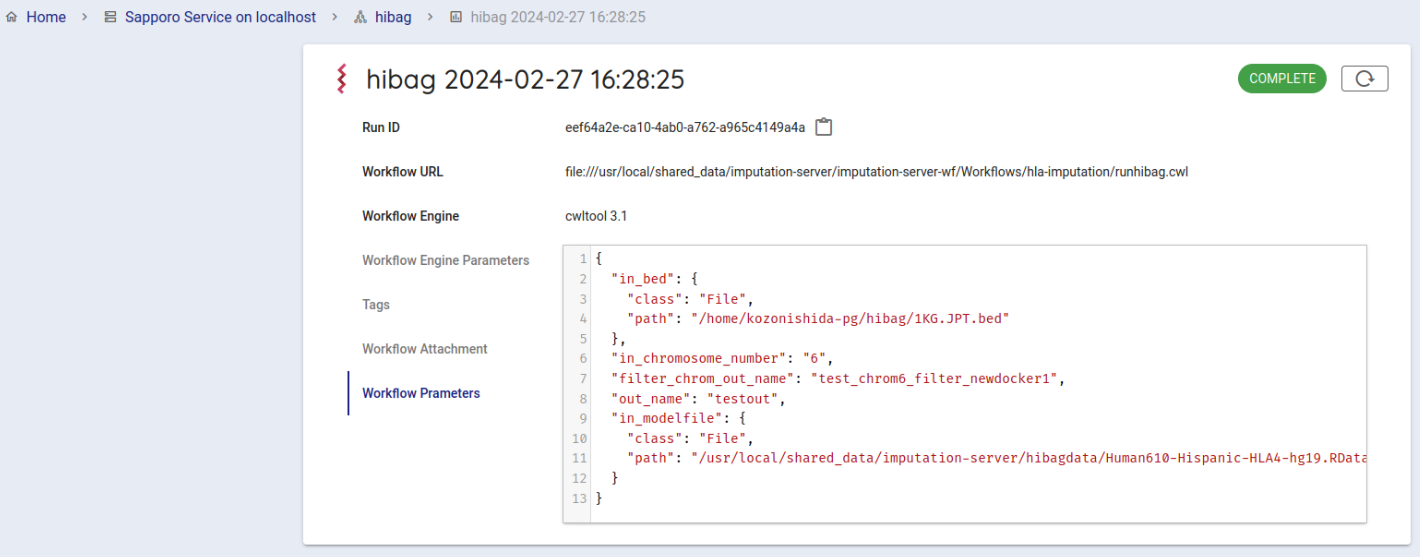 Home > Sapporo Service on localhost > hibag > hibag 2024-02-27 16:28:25
hibag 2024-02-27 16:28:25
COMPLETE
Run ID
eef64a2e-ca10-4ab0-a762-a965c4149a4a
Workflow URL
file:///usr/local/shared_data/imputation-server/imputation-server-wf/Workflows/hla-imputation/runhibag.cwl
Workflow Engine
cwltool 3.1
Workflow Engine Parameters
Tags
Workflow Attachment
Workflow Prameters
1 {
2   "in_bed": {
3     "class": "File",
4     "path": "/home/kozonishida-pg/hibag/1KG.JPT.bed"
5   },
6   "in_chromosome_number": "6",
7   "filter_chrom_out_name": "test_chrom6_filter_newdocker1",
8   "out_name": "testout",
9   "in_modelfile": {
10     "class": "File",
11     "path": "/usr/local/shared_data/imputation-server/hibagdata/Human610-Hispanic-HLA4-hg19.RData
12   }
13 }